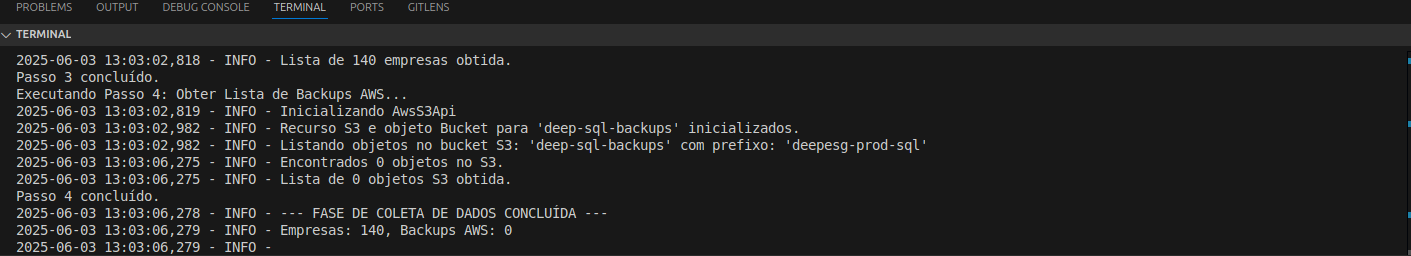 PROBLEMS OUTPUT DEBUG CONSOLE TERMINAL PORTS GITLENS
TERMINAL
2025-06-03 13:03:02,818 - INFO - Lista de 140 empresas obtida.
Passo 3 concluído.
Executando Passo 4: Obter Lista de Backups AWS...
2025-06-03 13:03:02,819 - INFO - Inicializando AwsS3Api
2025-06-03 13:03:02,982 - INFO - Recurso S3 e objeto Bucket para 'deep-sql-backups' inicializados.
2025-06-03 13:03:02,982 - INFO - Listando objetos no bucket S3: 'deep-sql-backups' com prefixo: 'deepesg-prod-sql'
2025-06-03 13:03:06,275 - INFO - Encontrados 0 objetos no S3.
2025-06-03 13:03:06,275 - INFO - Lista de 0 objetos S3 obtida.
Passo 4 concluído.
2025-06-03 13:03:06,278 - INFO - --- FASE DE COLETA DE DADOS CONCLUÍDA ---
2025-06-03 13:03:06,279 - INFO - Empresas: 140, Backups AWS: 0
2025-06-03 13:03:06,279 - INFO -